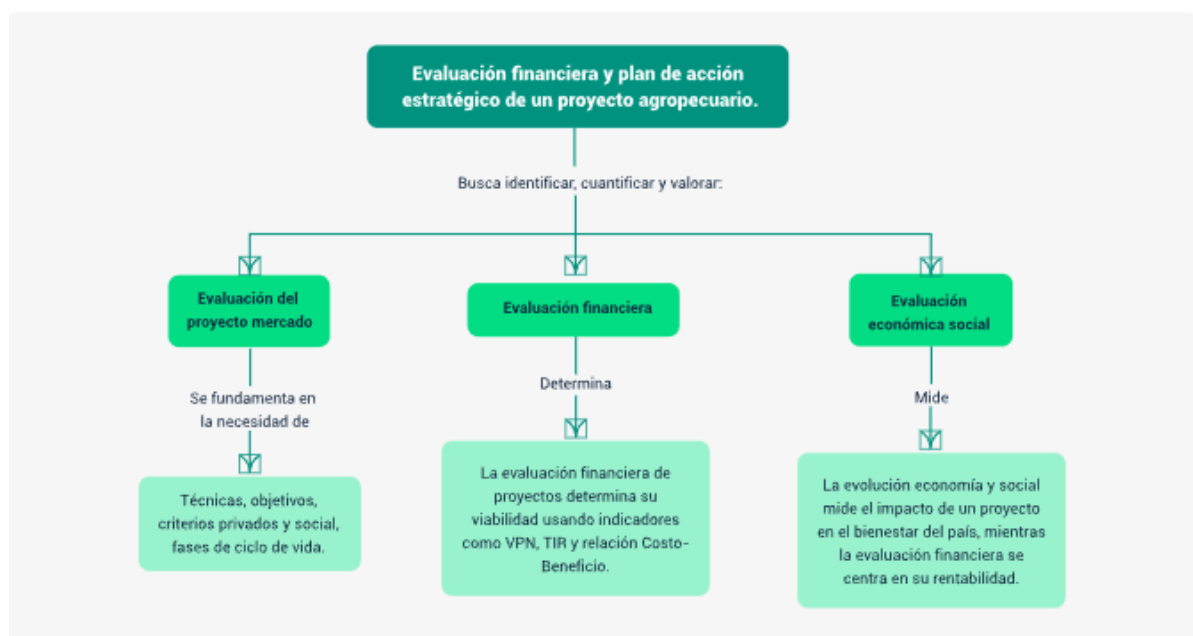 Evaluación financiera y plan de acción
estratégico de un proyecto agropecuario.
Busca identificar, cuantificar y valorar:
Evaluación del
proyecto mercado
Se fundamenta en
la necesidad de
Técnicas, objetivos,
criterios privados y social,
fases de ciclo de vida.
Evaluación financiera
Determina
La evaluación financiera de
proyectos determina su
viabilidad usando indicadores
como VPN, TIR y relación Costo-
Beneficio.
Evaluación
económica social
Mide
La evolución economía y social
mide el impacto de un proyecto
en el bienestar del país, mientras
la evaluación financiera se
centra en su rentabilidad.